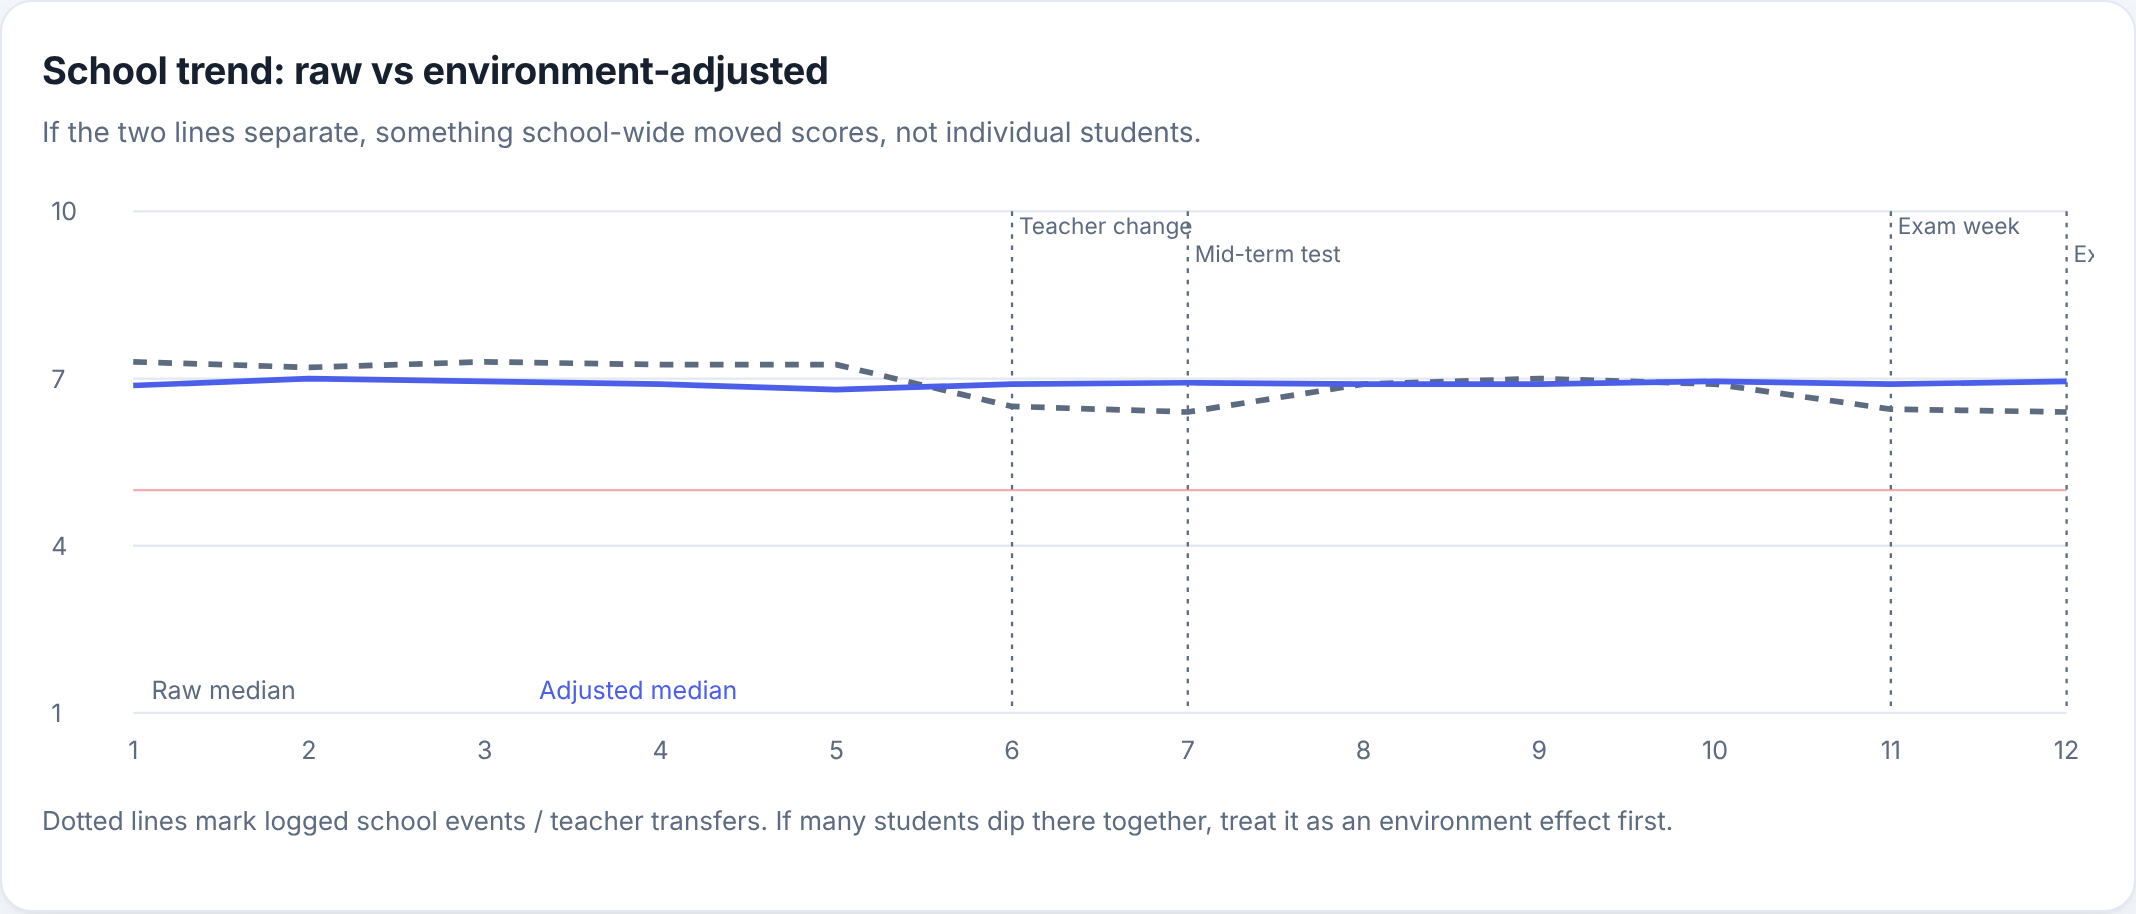 School trend: raw vs environment-adjusted
If the two lines separate, something school-wide moved scores, not individual students.
10
Teacher change
Exam week
Mid-term test
Ex
7
4
Raw median
Adjusted median
1
1 2 3 4 5 6 7 8 9 10 11 12
Dotted lines mark logged school events / teacher transfers. If many students dip there together, treat it as an environment effect first.